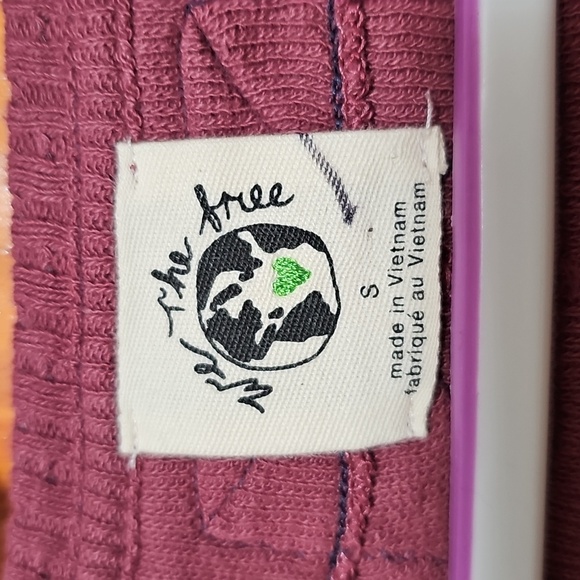 We The Free
S
made in Vietnam
fabriqué au Vietnam